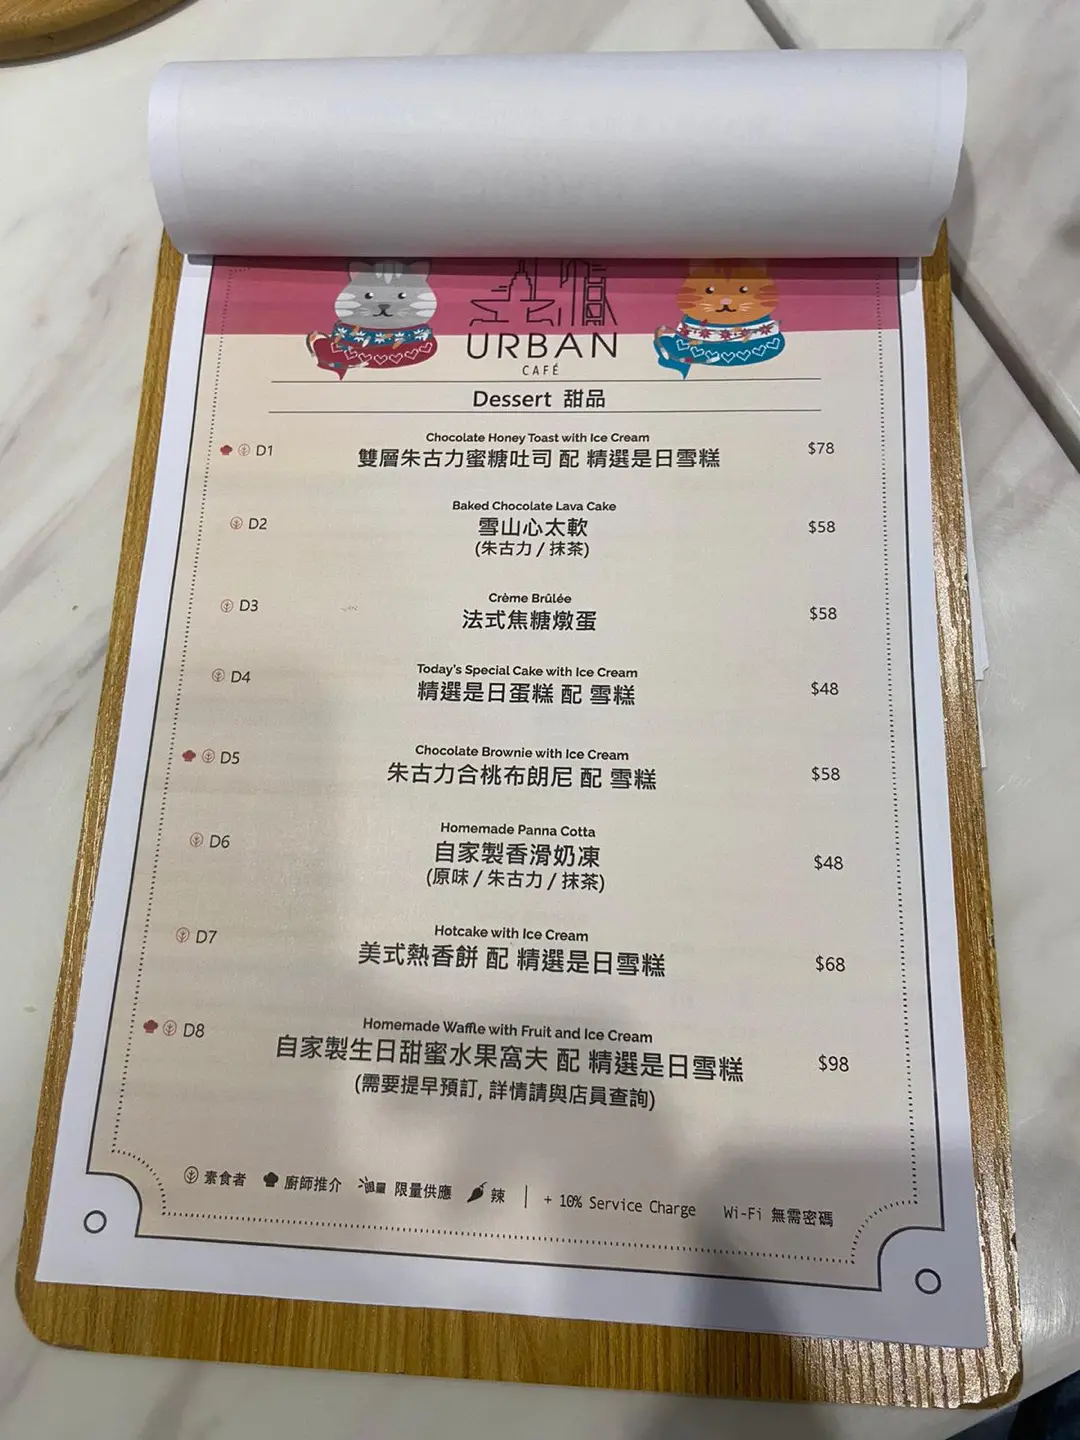 URBAN
CAFÉ
Dessert 甜品
D1 Chocolate Honey Toast with Ice Cream
雙層朱古力蜜糖吐司 配 精選是日雪糕 $78
D2 Baked Chocolate Lava Cake
雪山心太軟 $58
(朱古力 / 抹茶)
D3 Crème Brûlée
法式焦糖燉蛋 $58
D4 Today's Special Cake with Ice Cream
精選是日蛋糕 配 雪糕 $48
D5 Chocolate Brownie with Ice Cream
朱古力合桃布朗尼 配 雪糕 $58
D6 Homemade Panna Cotta
自家製香滑奶凍 $48
(原味 / 朱古力 / 抹茶)
D7 Hotcake with Ice Cream
美式熱香餅 配 精選是日雪糕 $68
D8 Homemade Waffle with Fruit and Ice Cream
自家製生日甜蜜水果窩夫 配 精選是日雪糕 $98
(需要提早預訂, 詳情請與店員查詢)
素食者 廚師推介 限量 限量供應 辣 | + 10% Service Charge Wi-Fi 無需密碼